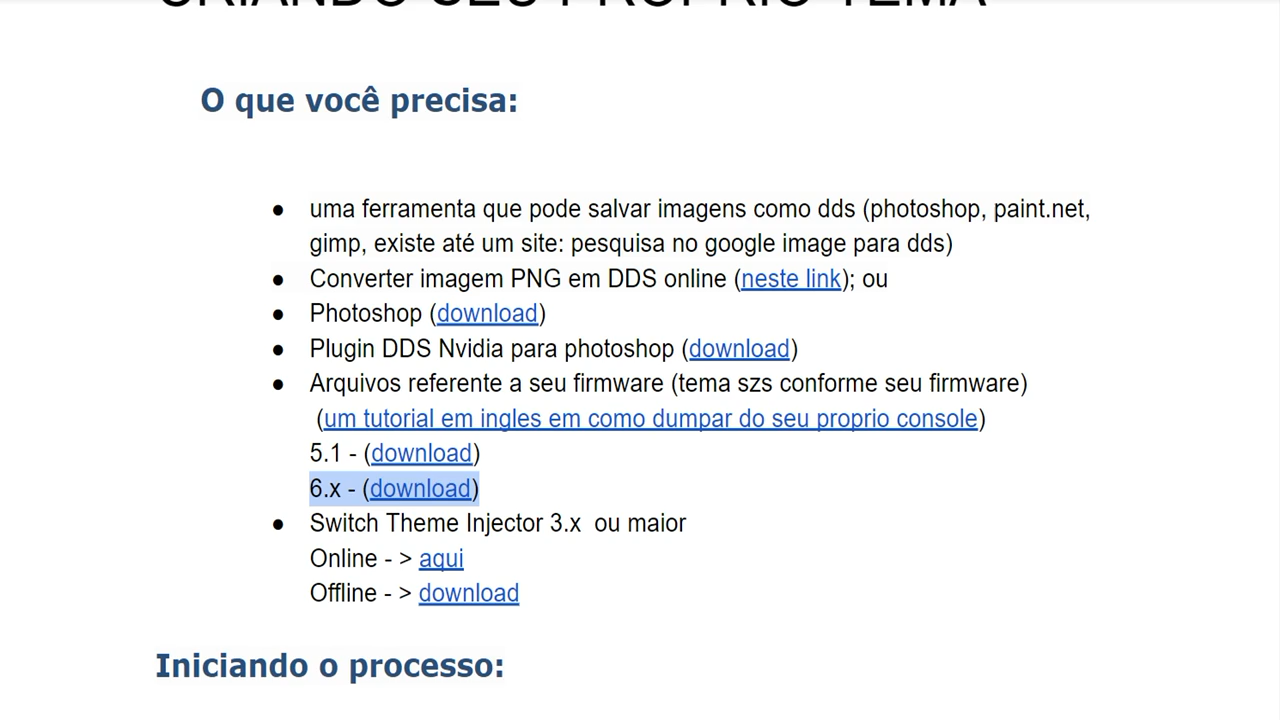 CRIANDO SEU PRÓPRIO TEMA
O que você precisa:
● uma ferramenta que pode salvar imagens como dds (photoshop, paint.net,
gimp, existe até um site: pesquisa no google image para dds)
● Converter imagem PNG em DDS online (neste link); ou
● Photoshop (download)
● Plugin DDS Nvidia para photoshop (download)
● Arquivos referente a seu firmware (tema szs conforme seu firmware)
(um tutorial em ingles em como dumpar do seu proprio console)
5.1 - (download)
6.x - (download)
● Switch Theme Injector 3.x  ou maior
Online - > aqui
Offline - > download
Iniciando o processo: